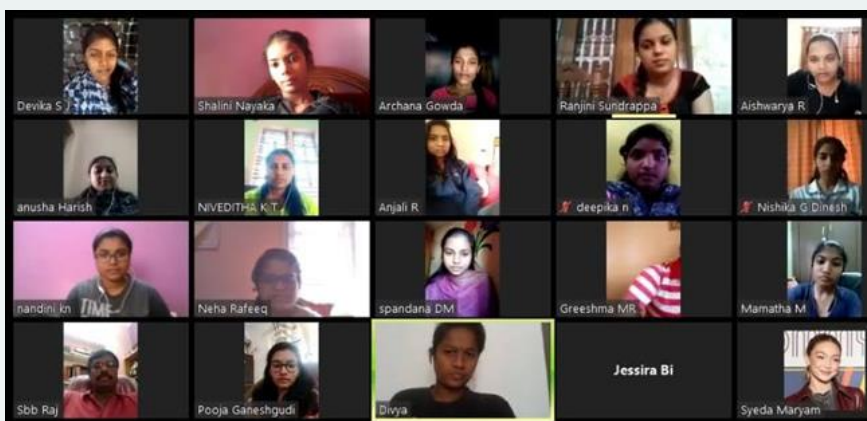 Devika S J
Shalini Nayaka
Archana Gowda
Ranjini Sundrappa
Aishwarya R
anusha Harish
NIVEDITHA K T
Anjali R
deepika n
Nishika G Dinesh
TIMES
nandini kn
Neha Rafeeq
spandana DM
Greeshma MR
Mamatha M
Sbb Raj
Pooja Ganeshgudi
Divya
Jessira Bi
Syeda Maryam